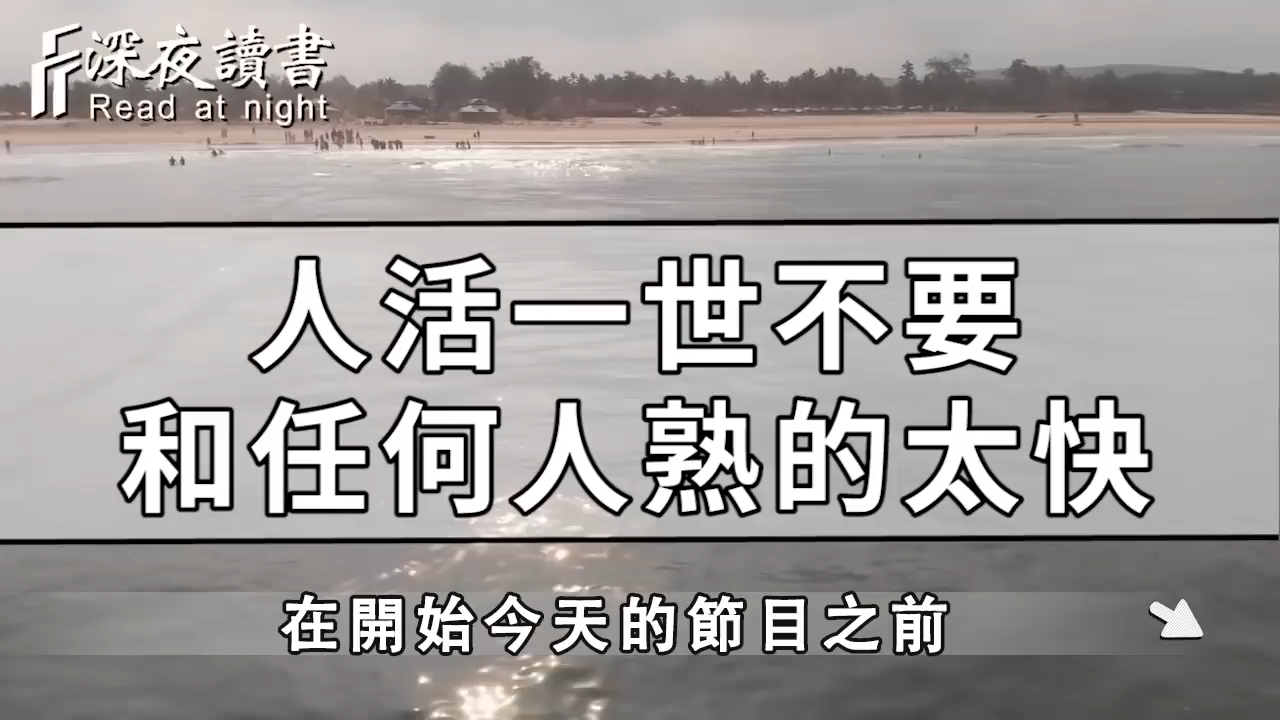 深夜讀書
Read at night
人活一世不要
和任何人熟的太快
在開始今天的節目之前